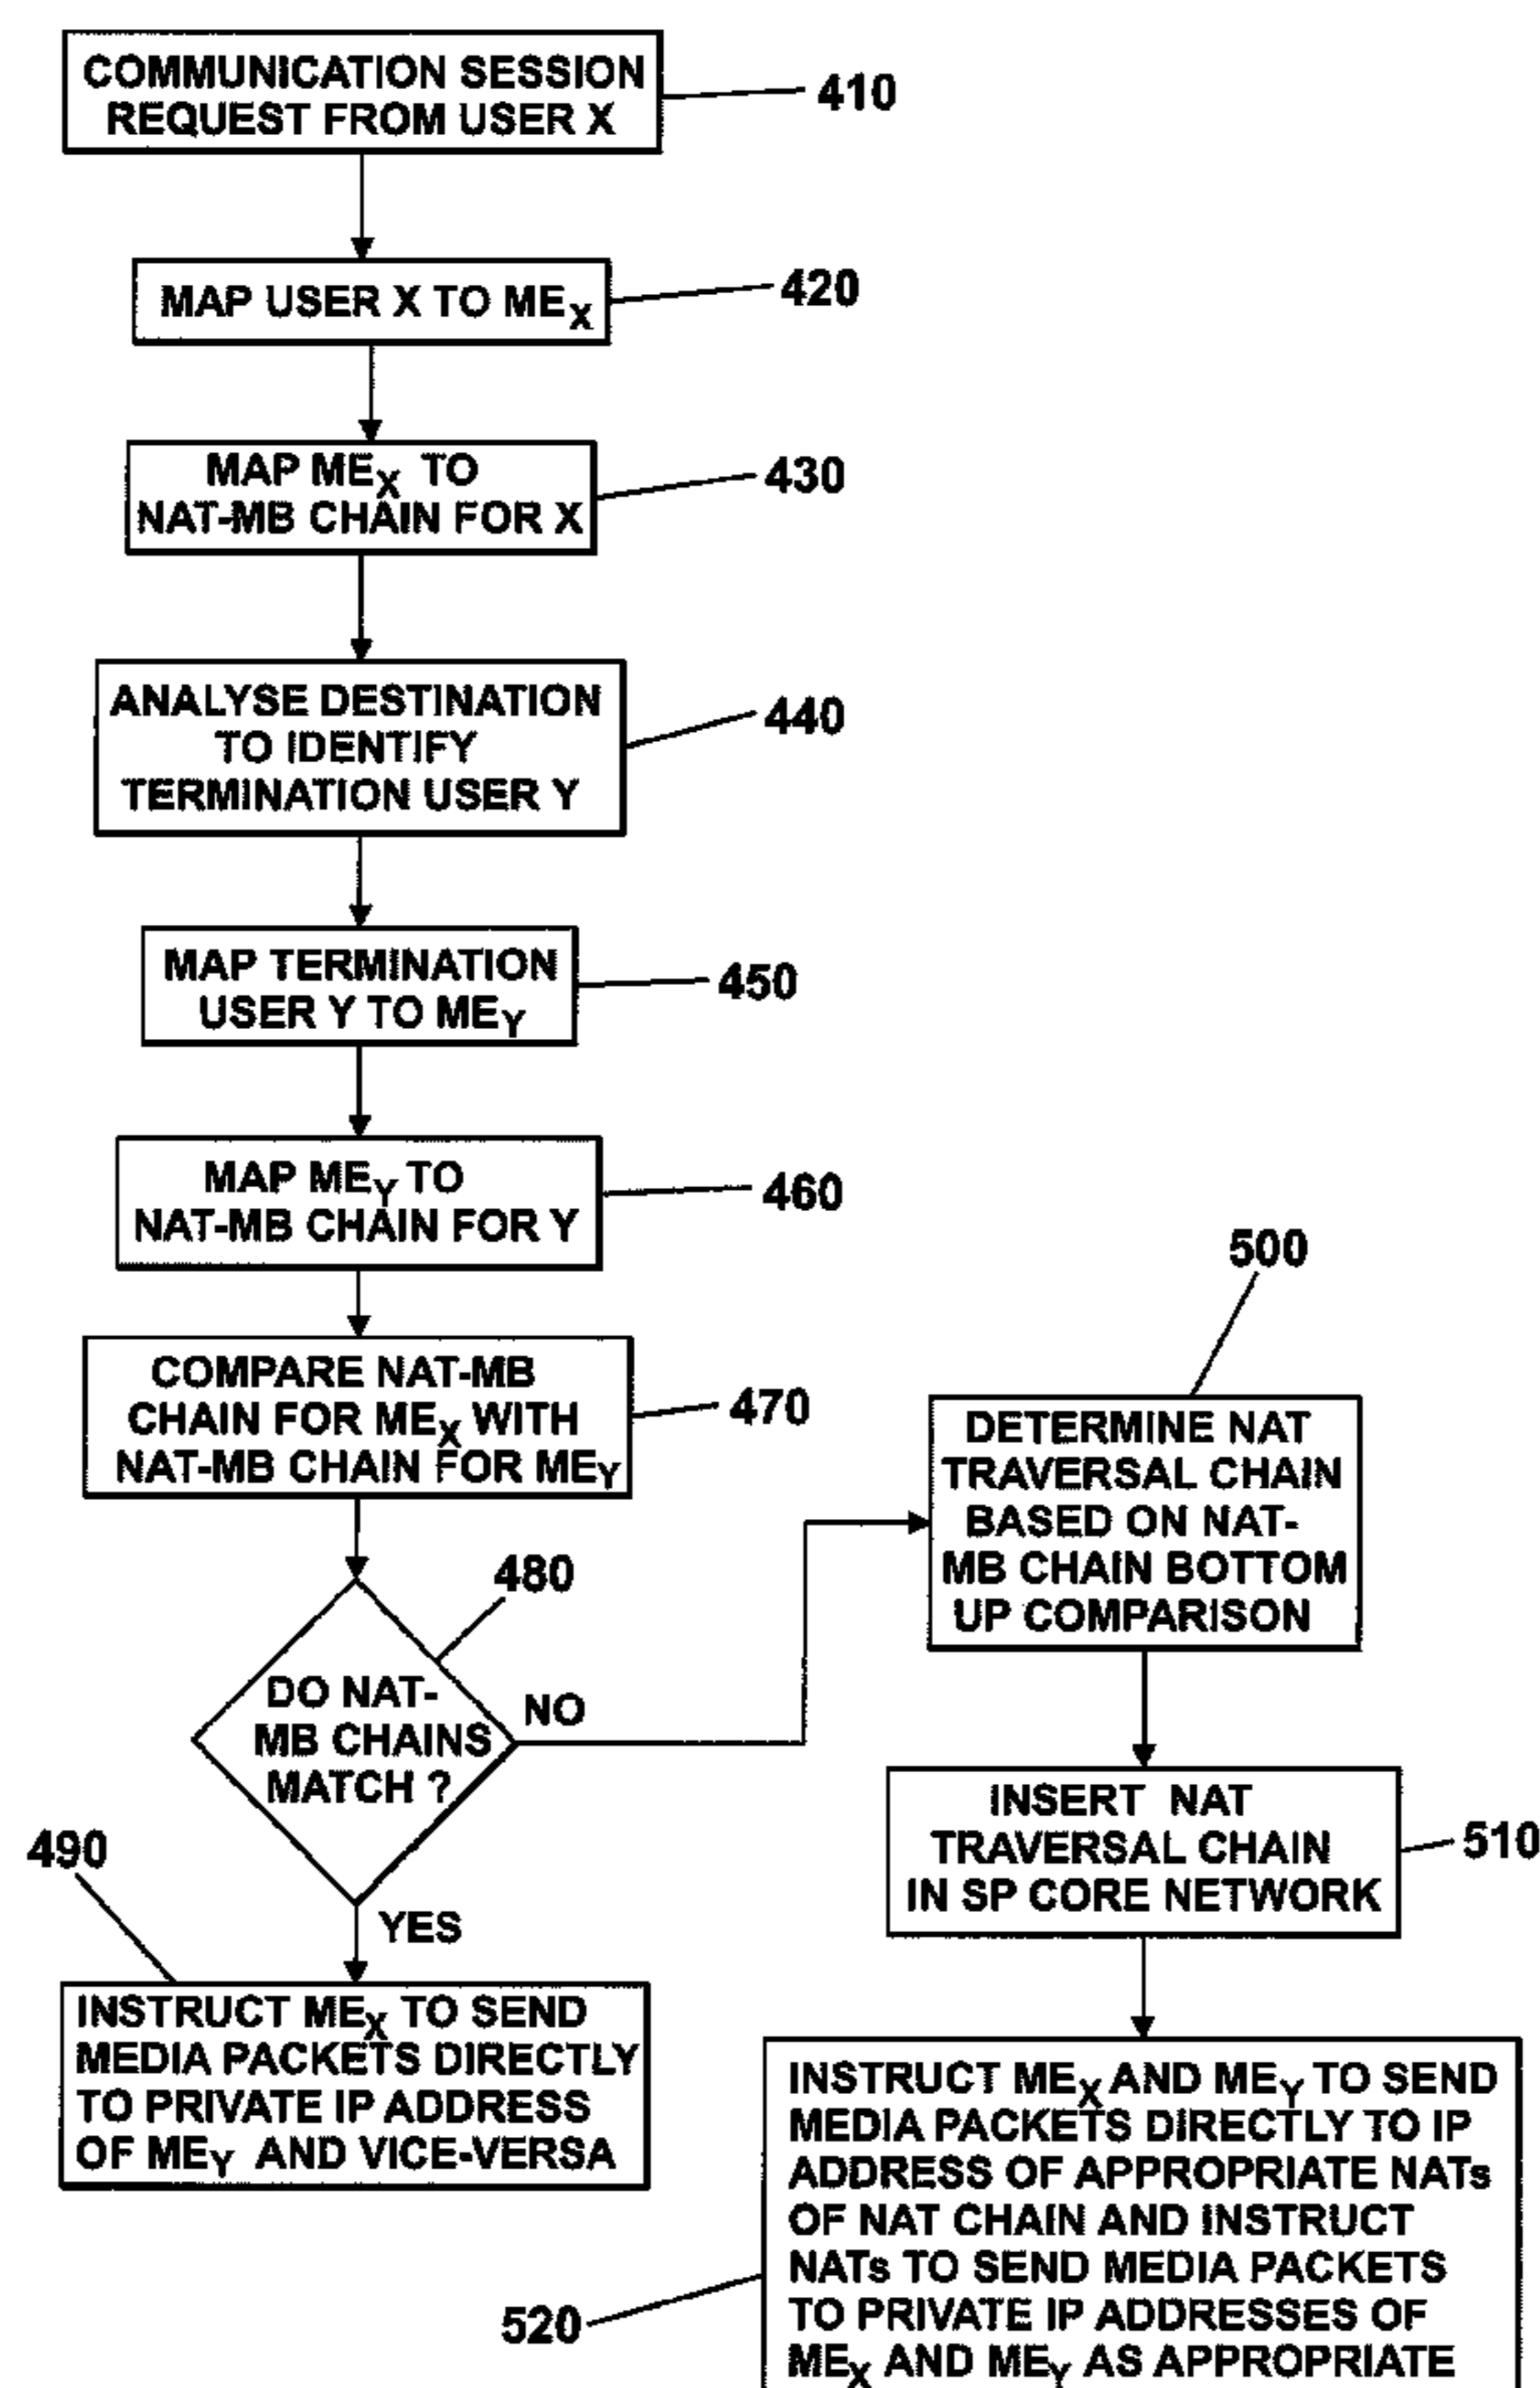 COMMUNICATION SESSION
REQUEST FROM USER X
410
MAP USER X TO MEX
420
MAP MEX TO
NAT-MB CHAIN FOR X
430
ANALYSE DESTINATION
TO IDENTIFY
TERMINATION USER Y
440
MAP TERMINATION
USER Y TO MEY
450
MAP MEY TO
NAT-MB CHAIN FOR Y
460
COMPARE NAT-MB
CHAIN FOR MEX WITH
NAT-MB CHAIN FOR MEY
470
DO NAT-
MB CHAINS
MATCH ?
480
NO
YES
490
INSTRUCT MEX TO SEND
MEDIA PACKETS DIRECTLY
TO PRIVATE IP ADDRESS
OF MEY AND VICE-VERSA
500
DETERMINE NAT
TRAVERSAL CHAIN
BASED ON NAT-
MB CHAIN BOTTOM
UP COMPARISON
INSERT NAT
TRAVERSAL CHAIN
IN SP CORE NETWORK
510
INSTRUCT MEX AND MEY TO SEND
MEDIA PACKETS DIRECTLY TO IP
ADDRESS OF APPROPRIATE NATs
OF NAT CHAIN AND INSTRUCT
NATs TO SEND MEDIA PACKETS
TO PRIVATE IP ADDRESSES OF
MEX AND MEY AS APPROPRIATE
520